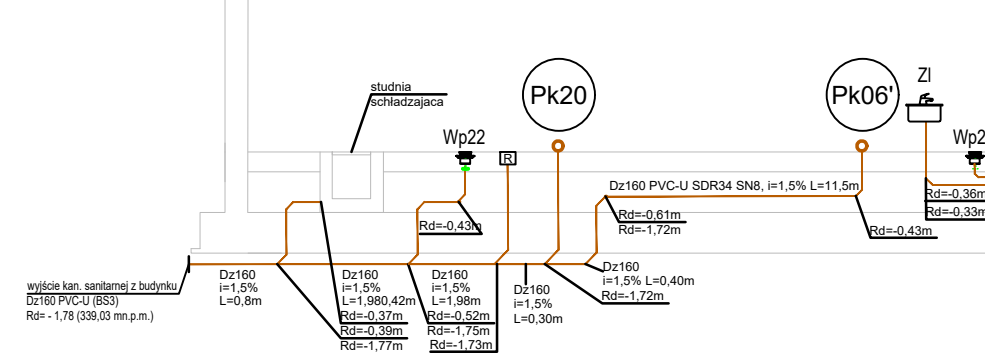 studnia
schładzajaca
Wp22
R
Pk20
Pk06'
Zl
Wp2
Dz160 PVC-U SDR34 SN8, i=1,5% L=11,5m
Rd=-0,36m
Rd=-0,33m
Rd=-0,43m
Rd=-0,61m
Rd=-1,72m
Rd=-0,43m
wyjście kan. sanitarnej z budynku
Dz160 PVC-U (BS3)
Rd= - 1,78 (339,03 mn.p.m.)
Dz160
i=1,5%
L=0,8m
Dz160
i=1,5%
L=1,980,42m
Rd=-0,37m
Rd=-0,39m
Rd=-1,77m
Dz160
i=1,5%
L=1,98m
Rd=-0,52m
Rd=-1,75m
Rd=-1,73m
Dz160
i=1,5%
L=0,30m
Dz160
i=1,5% L=0,40m
Rd=-1,72m